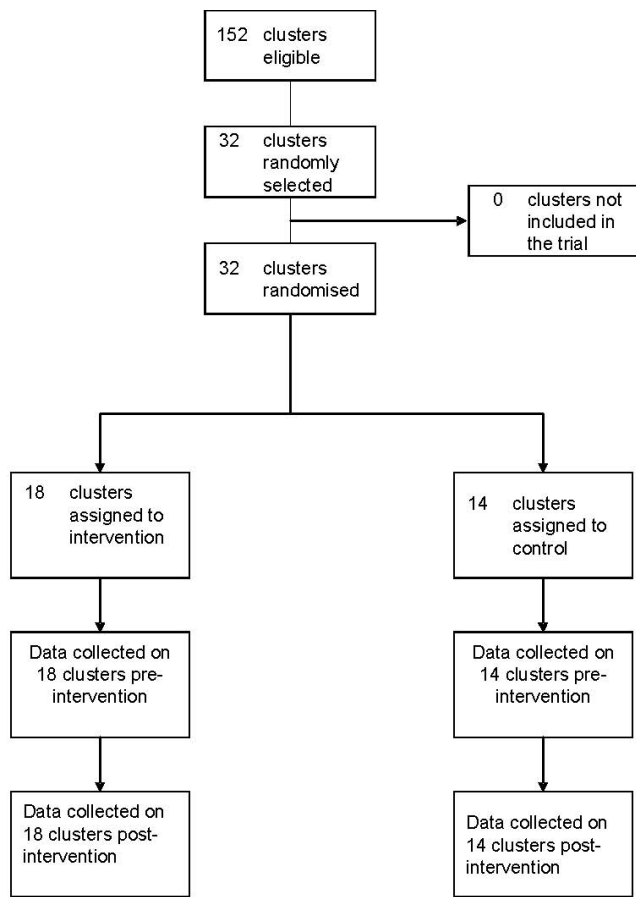 152 clusters
eligible
32 clusters
randomly
selected
0 clusters not
included in
the trial
32 clusters
randomised
18 clusters
assigned to
intervention
14 clusters
assigned to
control
Data collected on
18 clusters pre-
intervention
Data collected on
14 clusters pre-
intervention
Data collected on
18 clusters post-
intervention
Data collected on
14 clusters post-
intervention